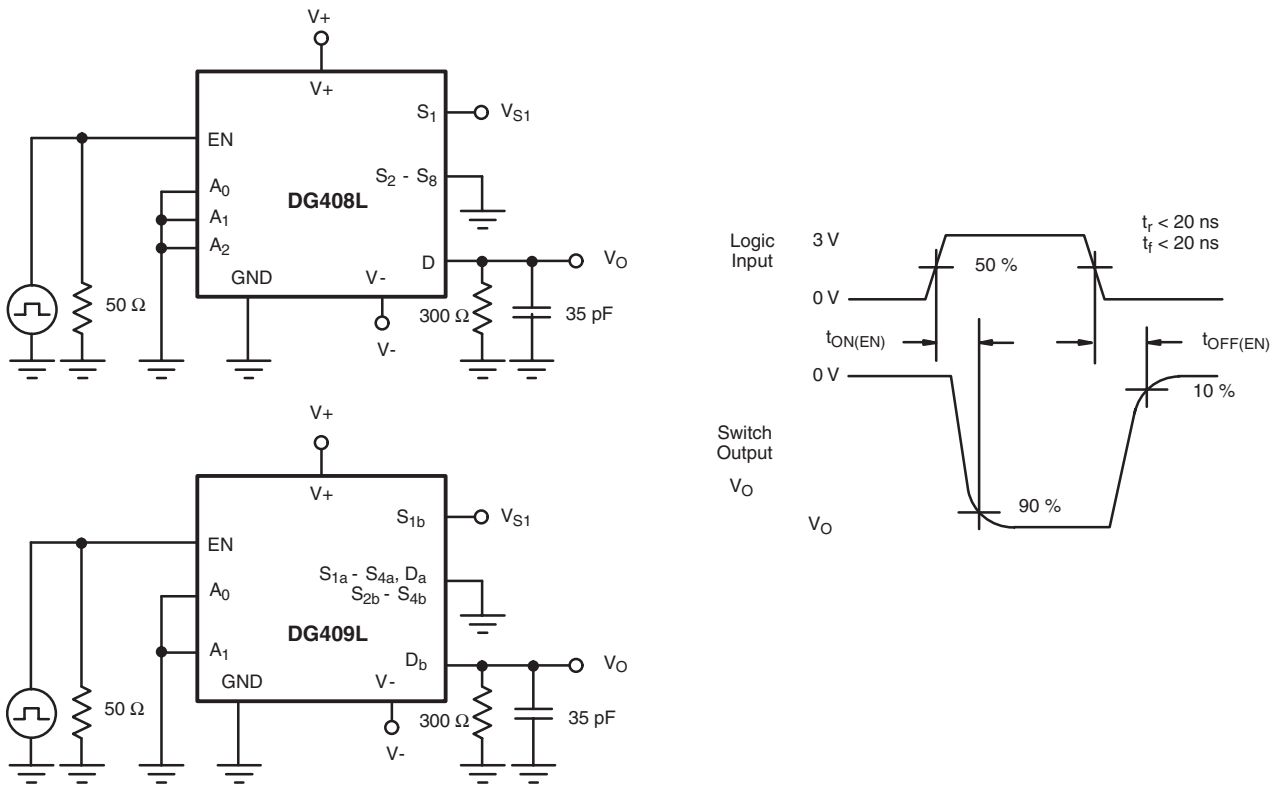 V+
V+
S1
VS1
EN
S2 - S8
A0
DG408L
A1
A2
D
VO
GND
V-
50 Ω
300 Ω
35 pF
V-
V+
V+
S1b
VS1
EN
S1a - S4a, Da
S2b - S4b
A0
DG409L
A1
Db
VO
GND
V-
50 Ω
300 Ω
35 pF
V-
Logic
Input
3 V
50 %
tr < 20 ns
tf < 20 ns
0 V
tON(EN)
tOFF(EN)
0 V
10 %
Switch
Output
VO
90 %
VO